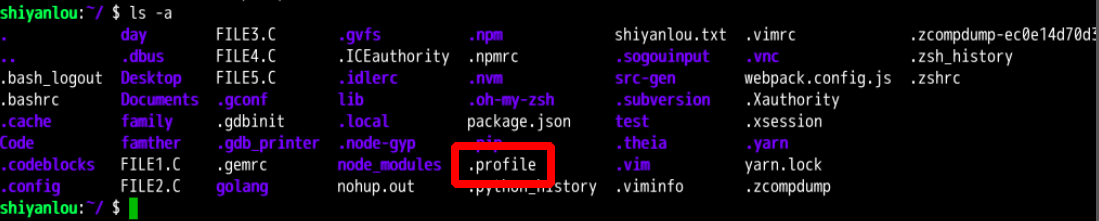 shiyanlou:~/ $ ls -a
. day FILE3.C .gvfs .npm shiyanlou.txt .vimrc .zcompdump-ec0e14d70d3
.. .dbus FILE4.C .ICEauthority .npmrc .sogouinput .vnc .zsh_history
.bash_logout Desktop FILE5.C .idlerc .nvm src-gen webpack.config.js .zshrc
.bashrc Documents .gconf lib .oh-my-zsh .subversion .Xauthority
.cache family .gdbinit .local package.json test .xsession
Code famther .gdb_printer .node-gyp .pip .theia .yarn
.codeblocks FILE1.C .gemrc node_modules .profile .vim yarn.lock
.config FILE2.C golang nohup.out .python_history .viminfo .zcompdump
shiyanlou:~/ $